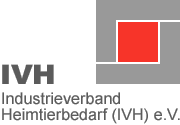 IVH
Industrieverband
Heimtierbedarf (IVH) e.V.